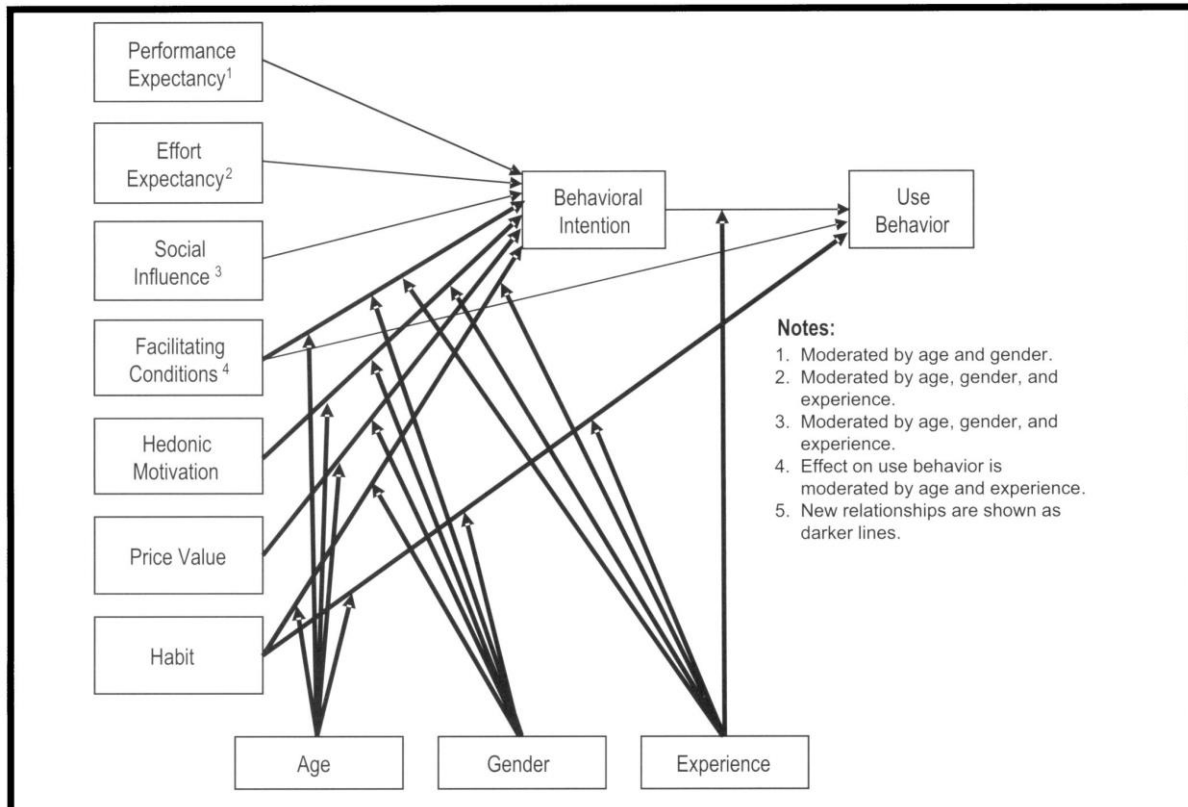 Performance
Expectancy¹
Effort
Expectancy²
Social
Influence ³
Facilitating
Conditions ⁴
Hedonic
Motivation
Price Value
Habit
Behavioral
Intention
Use
Behavior
Notes:
1. Moderated by age and gender.
2. Moderated by age, gender, and
experience.
3. Moderated by age, gender, and
experience.
4. Effect on use behavior is
moderated by age and experience.
5. New relationships are shown as
darker lines.
Age
Gender
Experience